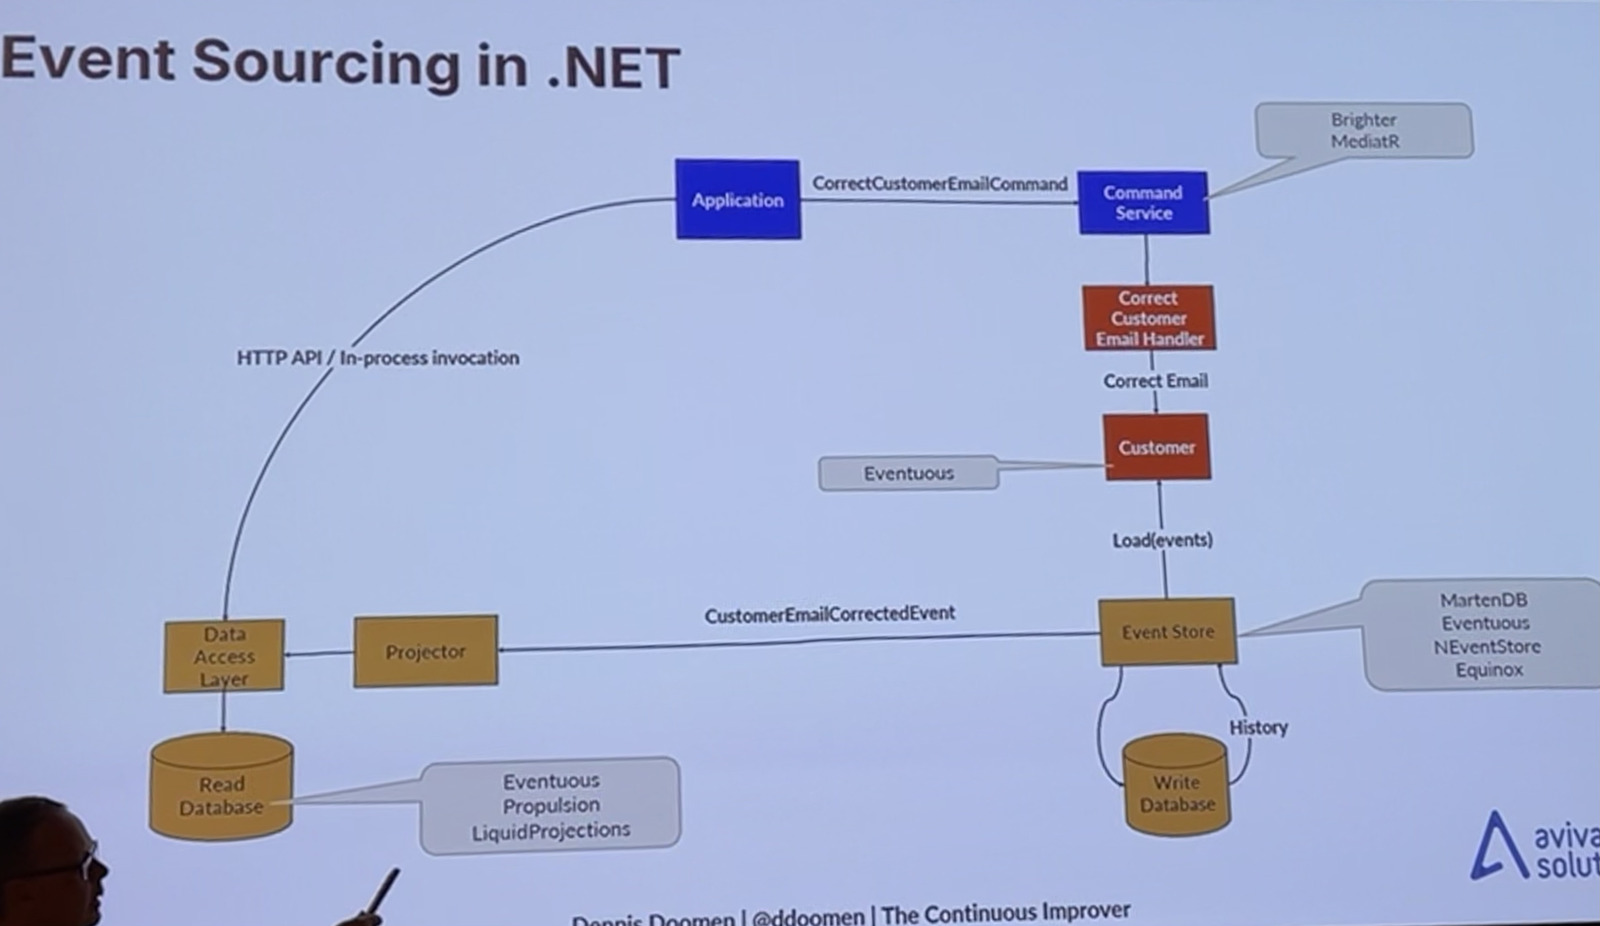 Event Sourcing in .NET
Brighter
MediatR
Application
CorrectCustomerEmailCommand
Command
Service
Correct
Customer
Email Handler
HTTP API / In-process invocation
Correct Email
Customer
Eventuous
Load(events)
Data
Access
Layer
Projector
CustomerEmailCorrectedEvent
Event Store
MartenDB
Eventuous
NEventStore
Equinox
History
Read
Database
Eventuous
Propulsion
LiquidProjections
Write
Database
aviva
solut
Dennis Doomen | @ddoomen | The Continuous Improver